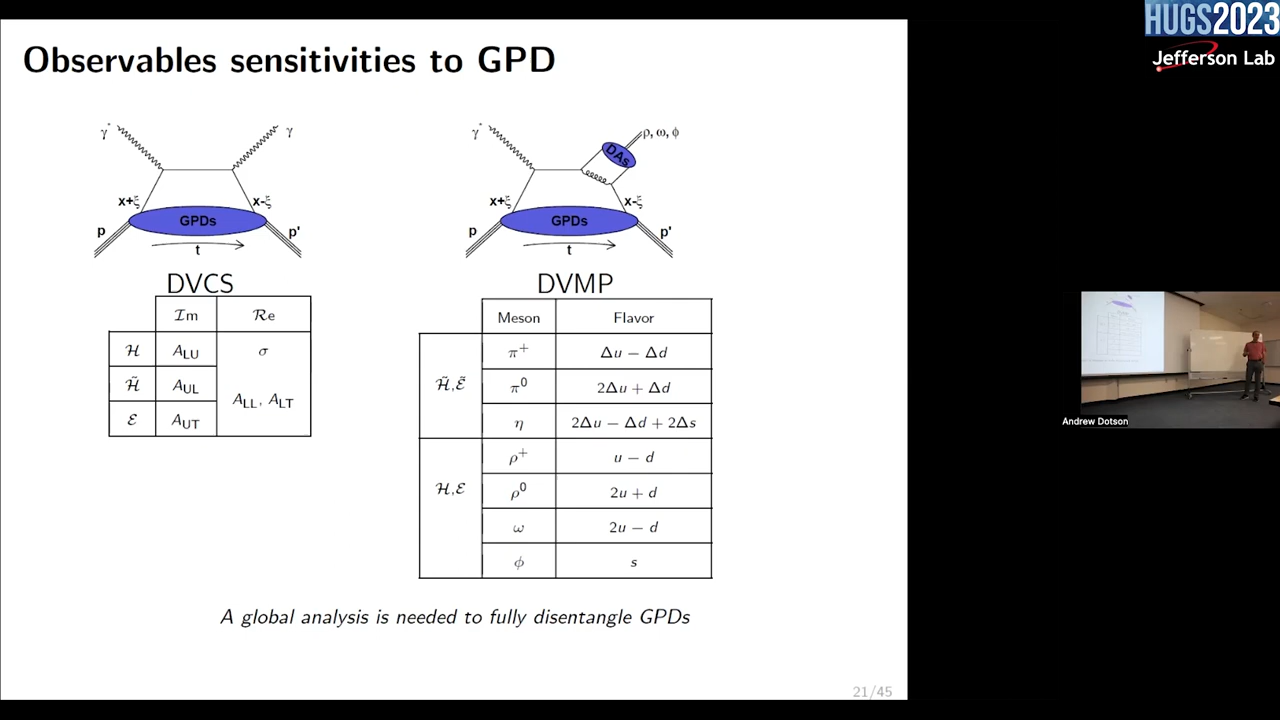 HUGS2023
Jefferson Lab
Observables sensitivities to GPD
γ* γ
x+ξ x-ξ
GPDs
p p'
t
DVCS
ℐm ℛe
ℋ A_LU σ
ℋ̃ A_UL
A_LL, A_LT
ℰ A_UT
γ* ρ, ω, φ
DAs
x+ξ x-ξ
GPDs
p p'
t
DVMP
Meson Flavor
π⁺ Δu − Δd
ℋ̃,ℰ̃ π⁰ 2Δu + Δd
η 2Δu − Δd + 2Δs
ρ⁺ u − d
ℋ,ℰ ρ⁰ 2u + d
ω 2u − d
ϕ s
A global analysis is needed to fully disentangle GPDs
21/45
Andrew Dotson